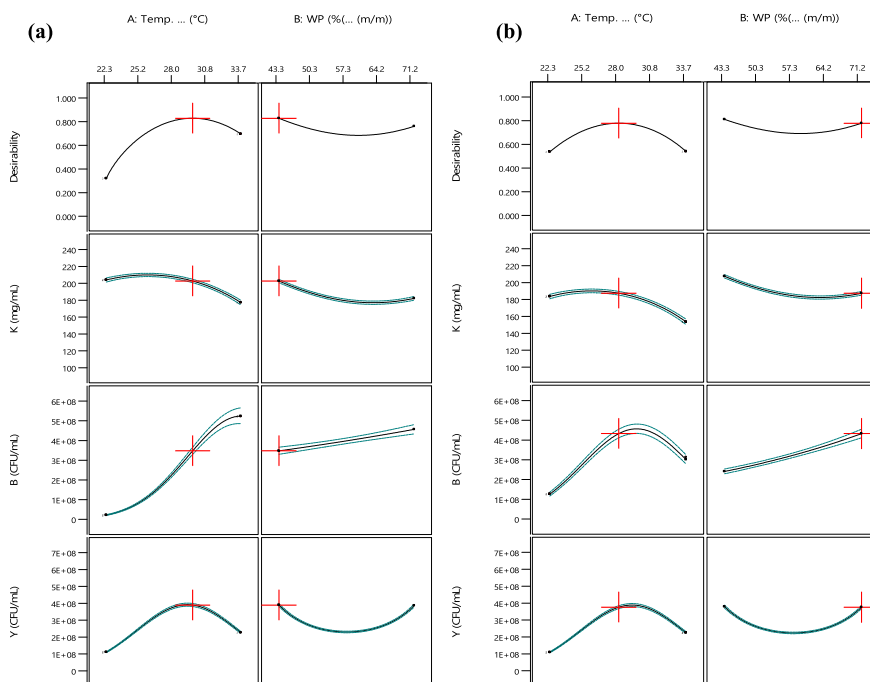 (a)
A: Temp. ... (°C)
B: WP (%(... (m/m))
22.3 25.2 28.0 30.8 33.7
43.3 50.3 57.3 64.2 71.2
Desirability
1.000
0.800
0.600
0.400
0.200
0.000
K (mg/mL)
240
220
200
180
160
140
120
100
B (CFU/mL)
6E+08
5E+08
4E+08
3E+08
2E+08
1E+08
0
Y (CFU/mL)
7E+08
6E+08
5E+08
4E+08
3E+08
2E+08
1E+08
0
(b)
A: Temp. ... (°C)
B: WP (%(... (m/m))
22.3 25.2 28.0 30.8 33.7
43.3 50.3 57.3 64.2 71.2
Desirability
1.000
0.800
0.600
0.400
0.200
0.000
K (mg/mL)
240
220
200
180
160
140
120
100
B (CFU/mL)
6E+08
5E+08
4E+08
3E+08
2E+08
1E+08
0
Y (CFU/mL)
7E+08
6E+08
5E+08
4E+08
3E+08
2E+08
1E+08
0